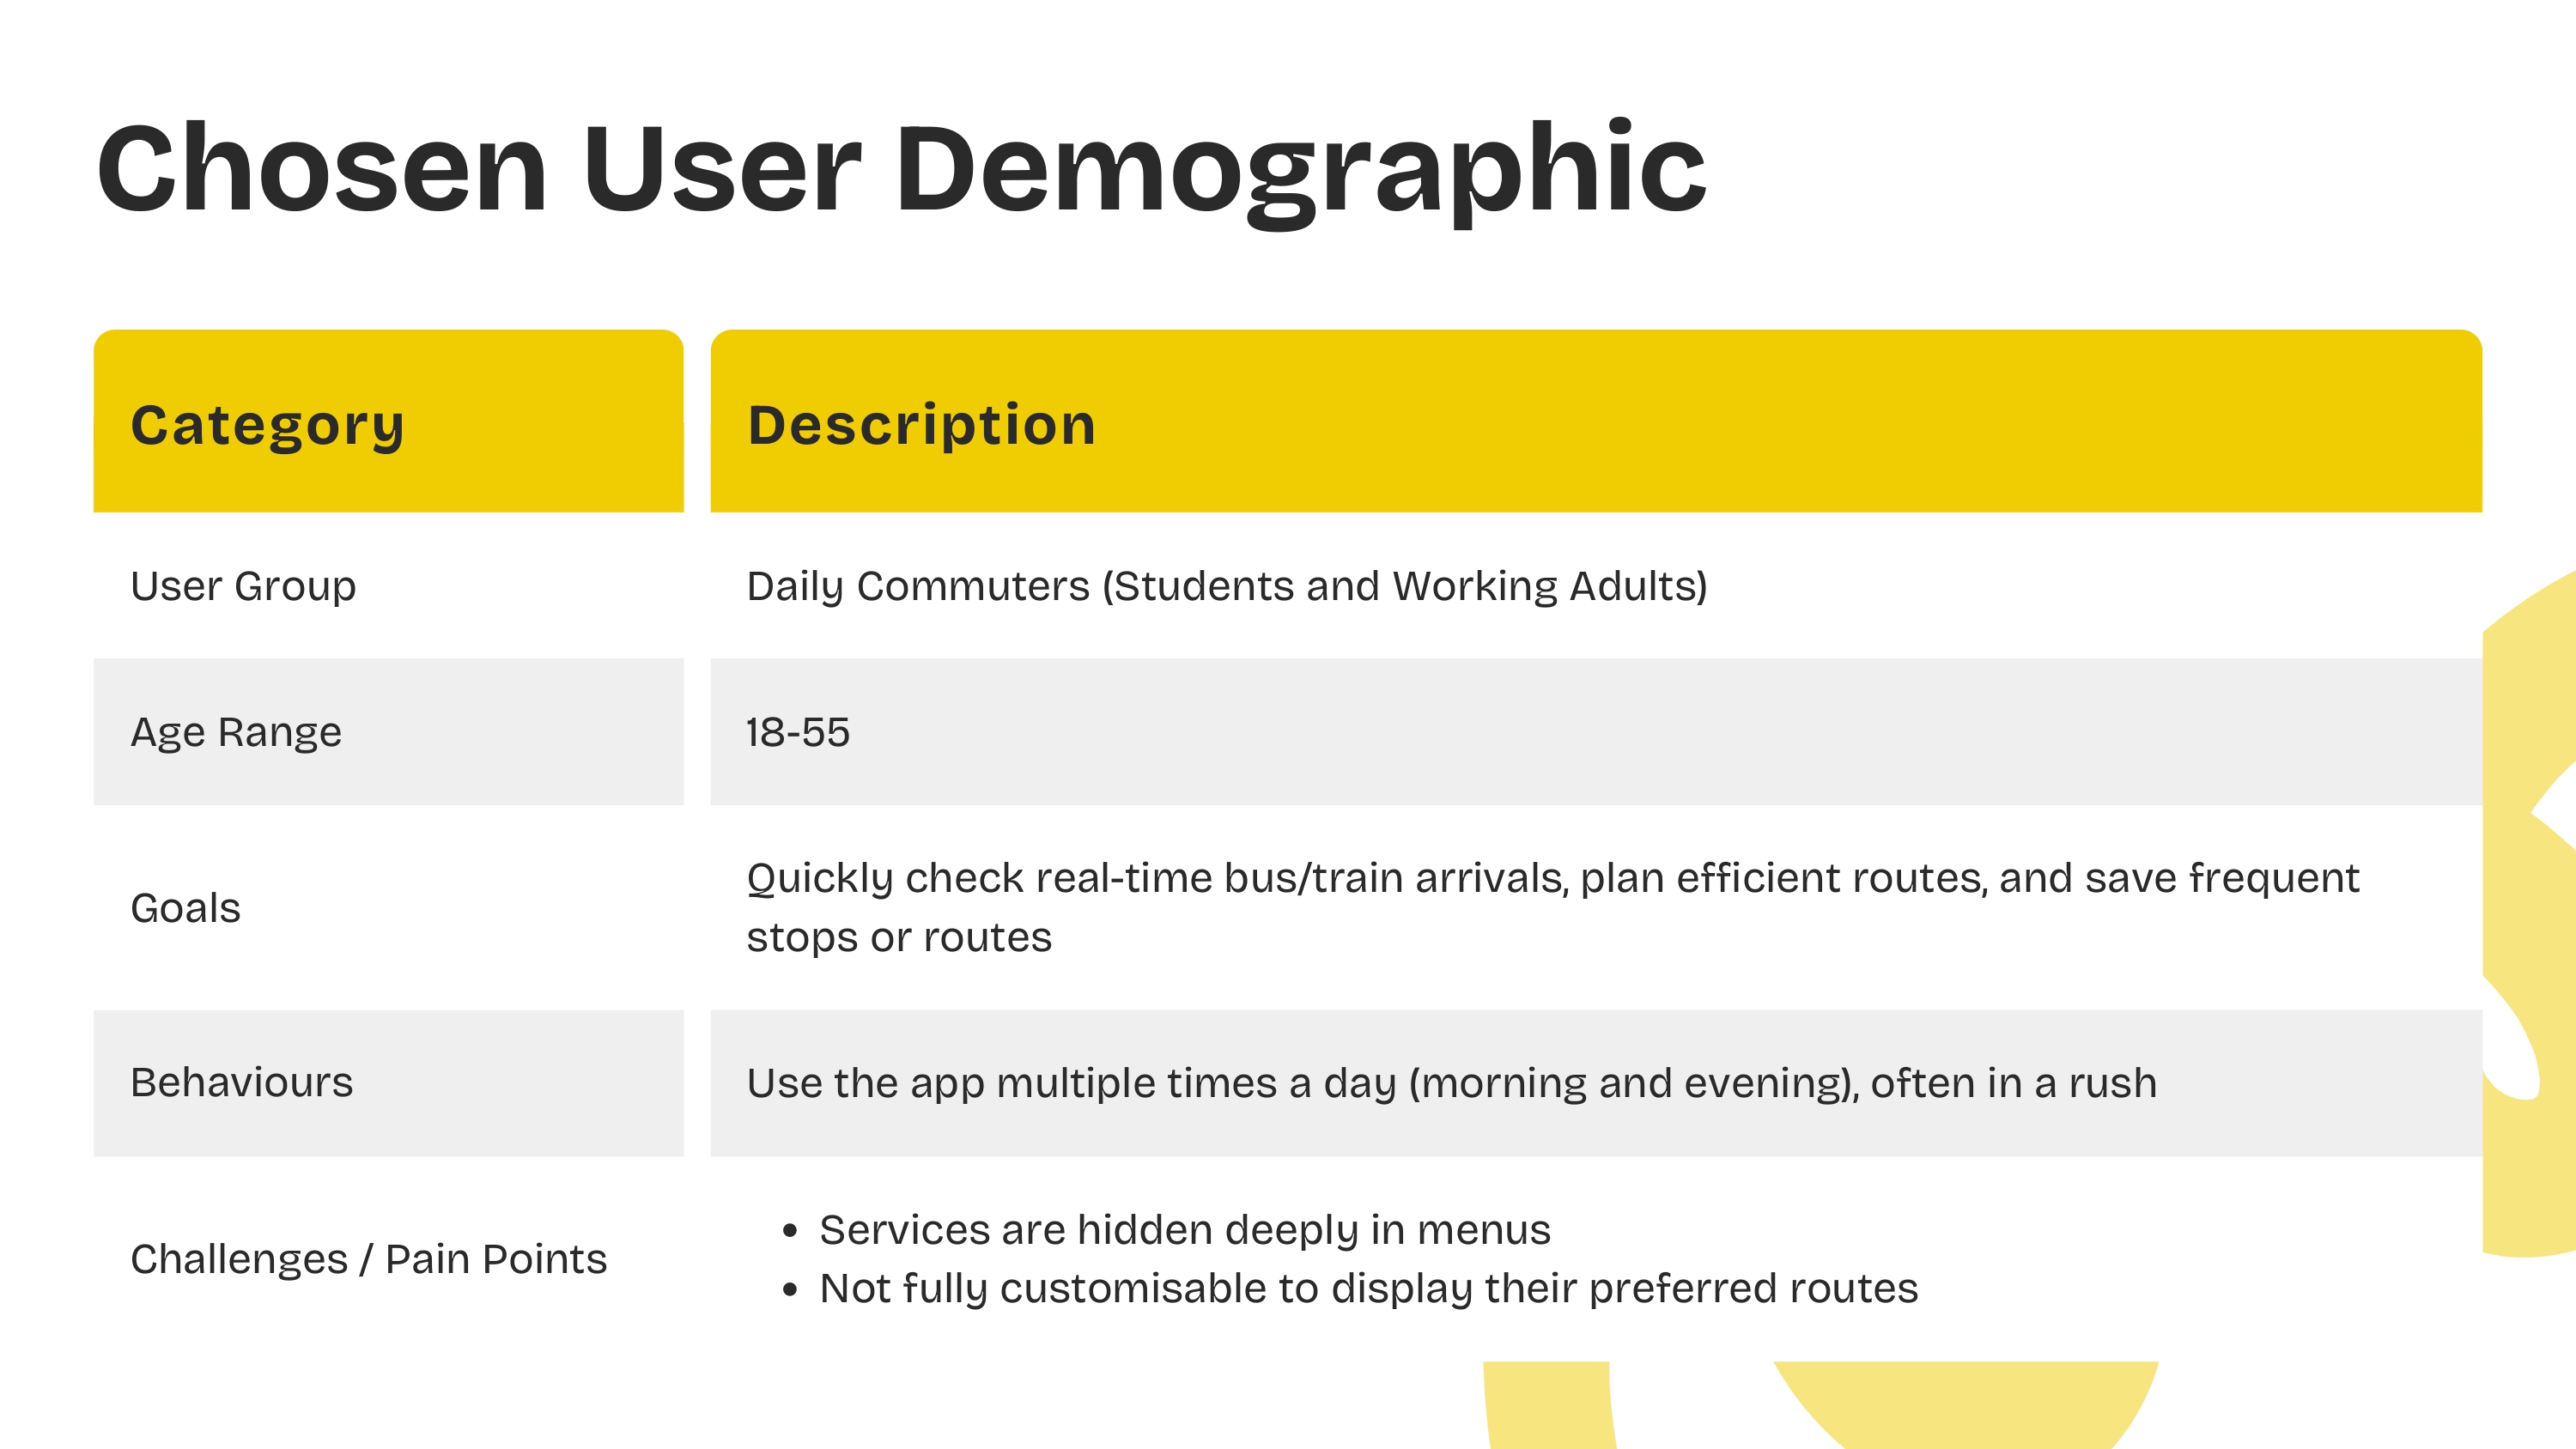 Chosen User Demographic
Category
Description
User Group
Daily Commuters (Students and Working Adults)
Age Range
18-55
Goals
Quickly check real-time bus/train arrivals, plan efficient routes, and save frequent
stops or routes
Behaviours
Use the app multiple times a day (morning and evening), often in a rush
Challenges / Pain Points
• Services are hidden deeply in menus
• Not fully customisable to display their preferred routes